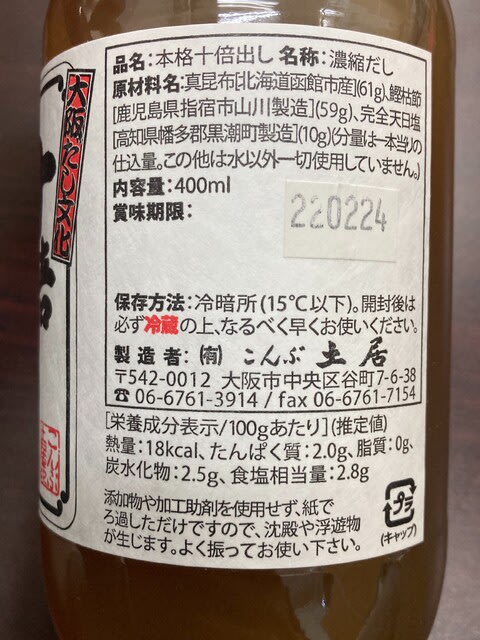 大阪だし文化
品名:本格十倍出し 名称:濃縮だし
原材料名:真昆布[北海道函館市産](61g)、鰹枯節
[鹿児島県指宿市山川製造](59g)、完全天日塩
[高知県幡多郡黒潮町製造](10g)(分量は一本当りの
仕込量。この他は水以外一切使用していません。)
内容量:400ml
賞味期限:
220224
保存方法:冷暗所(15℃以下)。開封後は
必ず冷蔵の上、なるべく早くお使いください。
製造者:㈲ こんぶ 土居
〒542-0012 大阪市中央区谷町7-6-38
☎06-6761-3914 / fax 06-6761-7154
[栄養成分表示/100gあたり](推定値)
熱量:18kcal、たんぱく質:2.0g、脂質:0g、
炭水化物:2.5g、食塩相当量:2.8g
添加物や加工助剤を使用せず、紙で
ろ過しただけですので、沈殿や浮遊物
が生じます。よく振ってお使い下さい。
プラ
(キャップ)